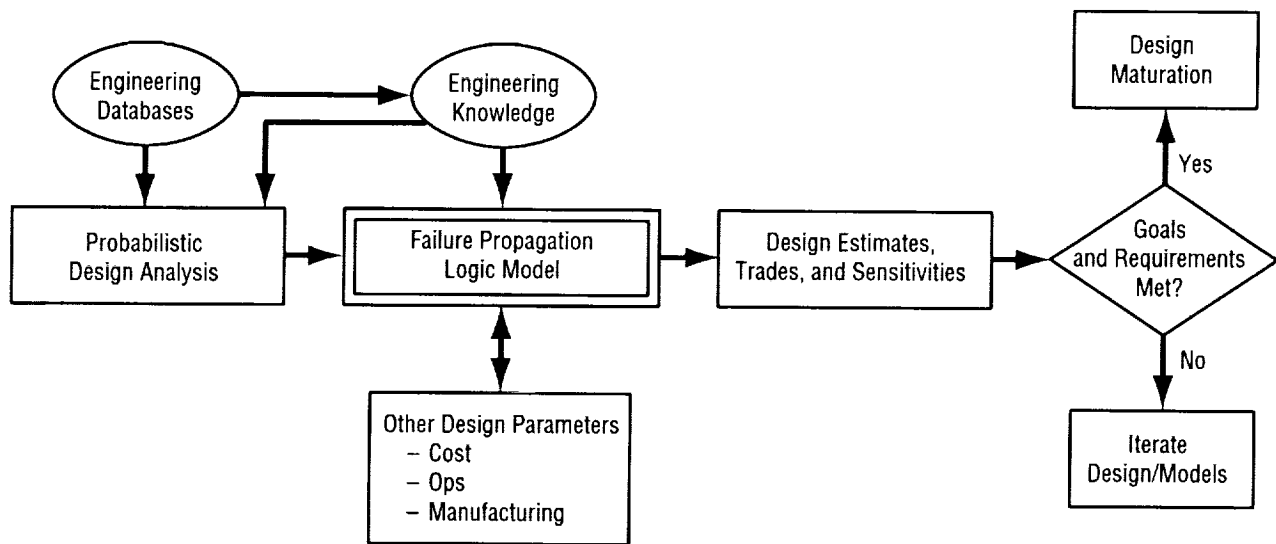 Engineering
Databases
Engineering
Knowledge
Design
Maturation
Yes
Probabilistic
Design Analysis
Failure Propagation
Logic Model
Design Estimates,
Trades, and Sensitivities
Goals
and Requirements
Met?
No
Other Design Parameters
– Cost
– Ops
– Manufacturing
Iterate
Design/Models